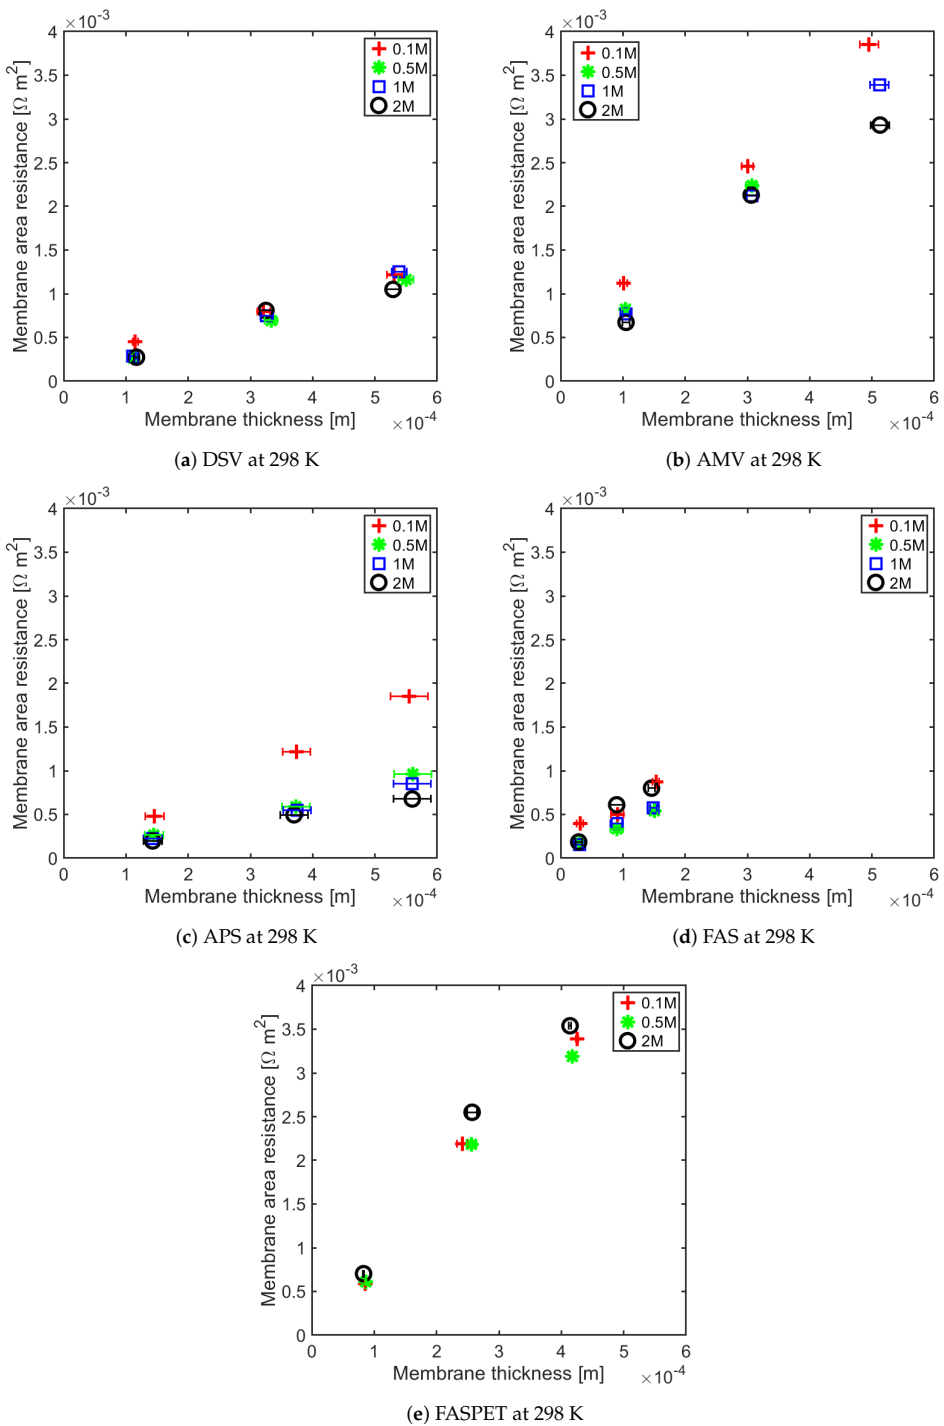 ×10⁻³
4
3.5
3
2.5
2
1.5
1
0.5
0
0 1 2 3 4 5 6
Membrane area resistance [Ω m²]
Membrane thickness [m]
×10⁻⁴
0.1M
0.5M
1M
2M
(a) DSV at 298 K
×10⁻³
4
3.5
3
2.5
2
1.5
1
0.5
0
0 1 2 3 4 5 6
Membrane area resistance [Ω m²]
Membrane thickness [m]
×10⁻⁴
0.1M
0.5M
1M
2M
(b) AMV at 298 K
×10⁻³
4
3.5
3
2.5
2
1.5
1
0.5
0
0 1 2 3 4 5 6
Membrane area resistance [Ω m²]
Membrane thickness [m]
×10⁻⁴
0.1M
0.5M
1M
2M
(c) APS at 298 K
×10⁻³
4
3.5
3
2.5
2
1.5
1
0.5
0
0 1 2 3 4 5 6
Membrane area resistance [Ω m²]
Membrane thickness [m]
×10⁻⁴
0.1M
0.5M
1M
2M
(d) FAS at 298 K
×10⁻³
4
3.5
3
2.5
2
1.5
1
0.5
0
0 1 2 3 4 5 6
Membrane area resistance [Ω m²]
Membrane thickness [m]
×10⁻⁴
0.1M
0.5M
2M
(e) FASPET at 298 K